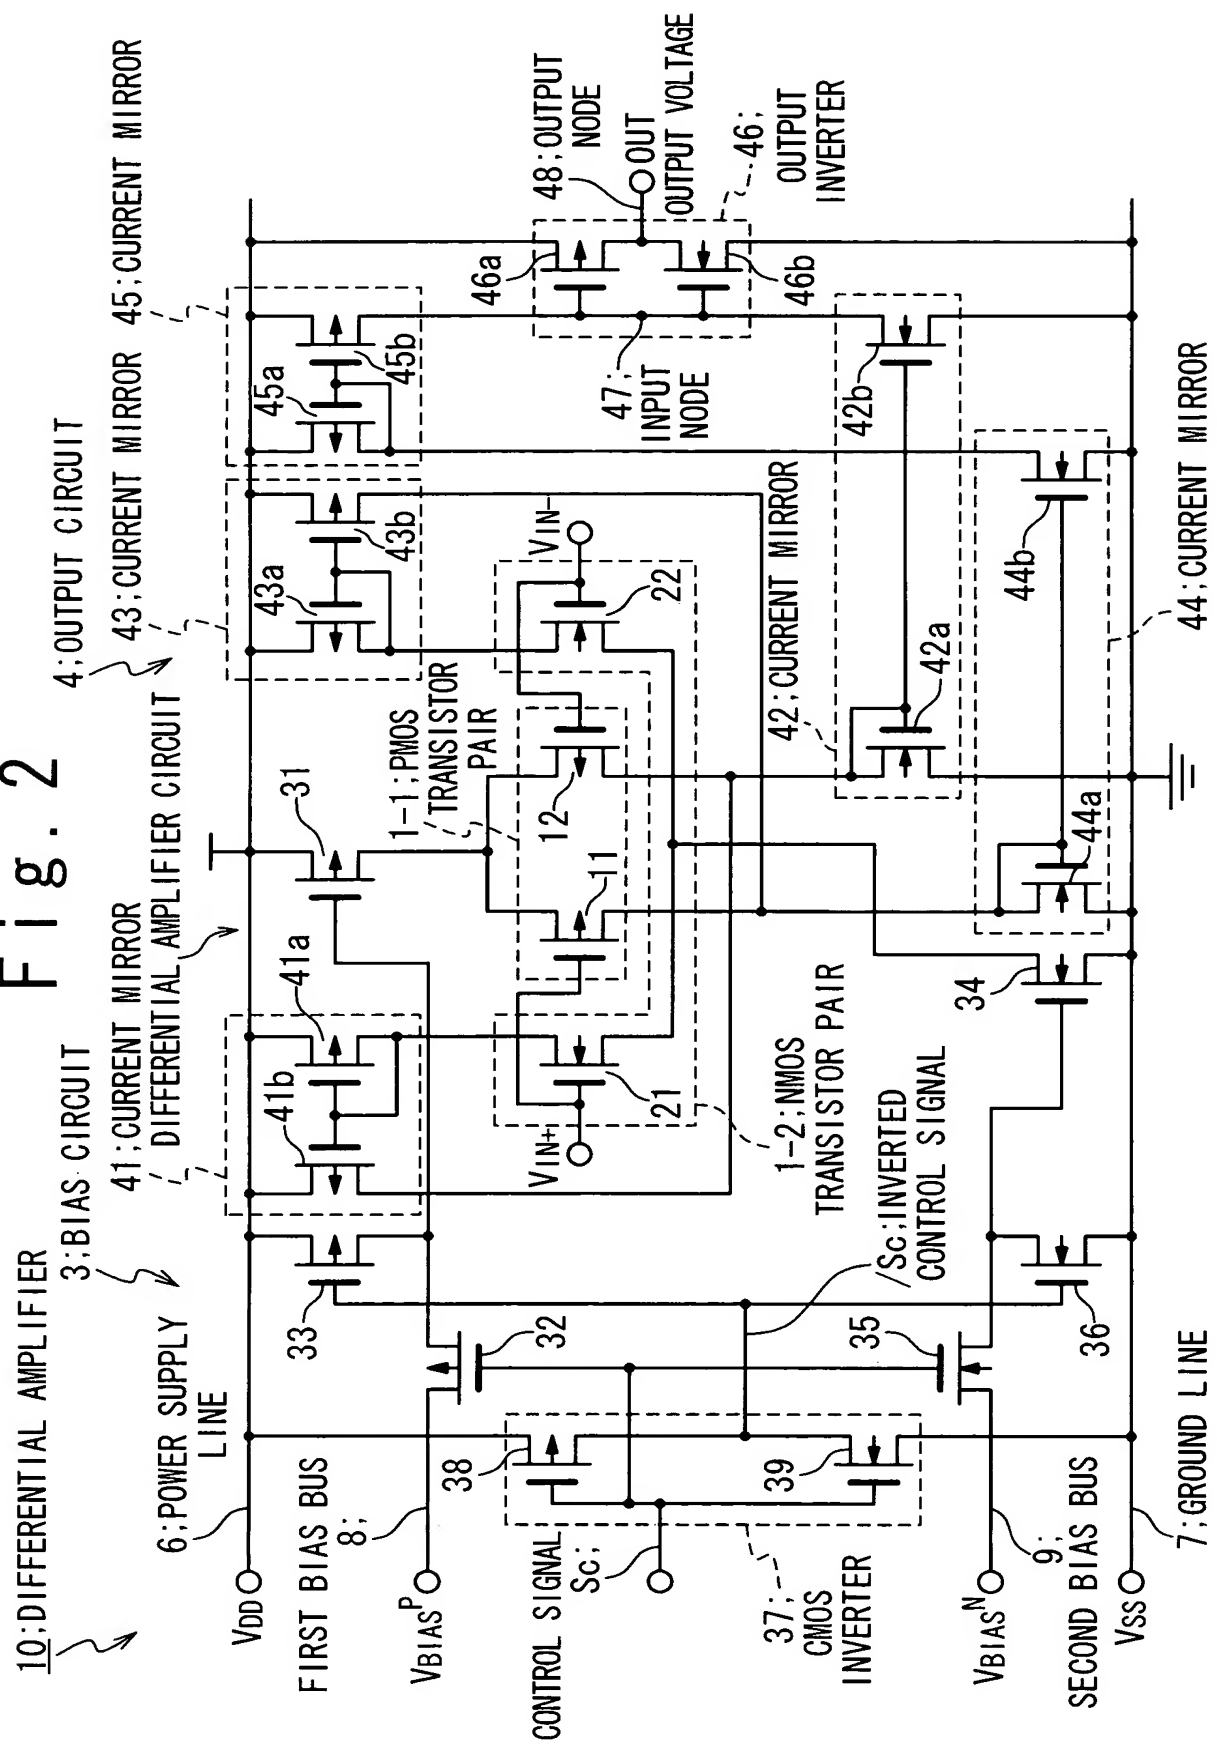 Fig. 2
10;DIFFERENTIAL AMPLIFIER
3;BIAS CIRCUIT
41;CURRENT MIRROR
DIFFERENTIAL AMPLIFIER CIRCUIT
4;OUTPUT CIRCUIT
43;CURRENT MIRROR
45;CURRENT MIRROR
6;POWER SUPPLY
LINE
VDD
FIRST BIAS BUS
8;
VBIASP
CONTROL SIGNAL
Sc;
37;
CMOS
INVERTER
VBIASN
9;
SECOND BIAS BUS
VSS
7;GROUND LINE
38
39
32
35
33
36
Sc;INVERTED
CONTROL SIGNAL
41b
41a
31
VIN+
21
1-2;NMOS
TRANSISTOR PAIR
34
11
12
1-1;PMOS
TRANSISTOR
PAIR
22
VIN-
43a
43b
45a
45b
42;CURRENT MIRROR
42a
42b
44a
44b
44;CURRENT MIRROR
47;
INPUT
NODE
46a
46b
48;OUTPUT
NODE
OUT
OUTPUT VOLTAGE
46;
OUTPUT
INVERTER